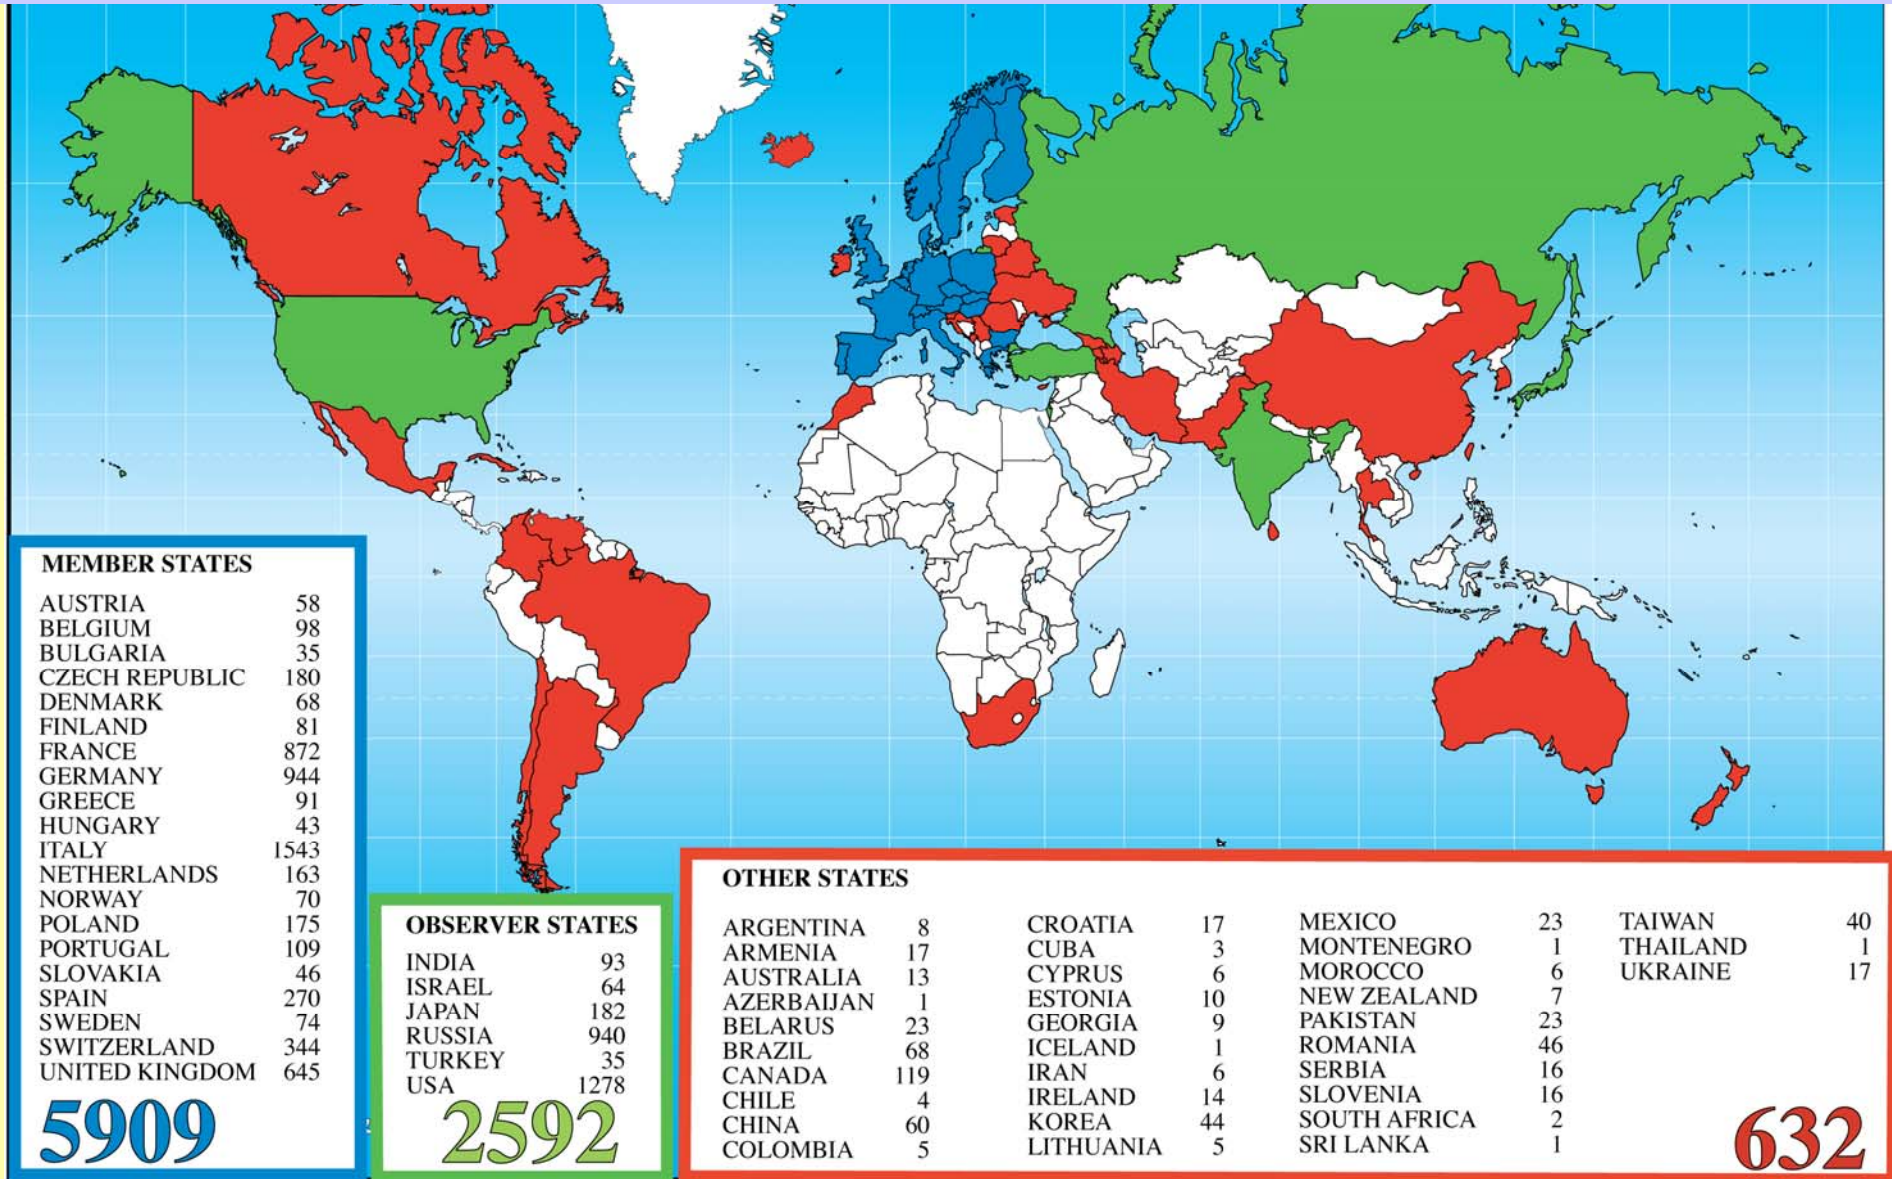 MEMBER STATES
AUSTRIA 58
BELGIUM 98
BULGARIA 35
CZECH REPUBLIC 180
DENMARK 68
FINLAND 81
FRANCE 872
GERMANY 944
GREECE 91
HUNGARY 43
ITALY 1543
NETHERLANDS 163
NORWAY 70
POLAND 175
PORTUGAL 109
SLOVAKIA 46
SPAIN 270
SWEDEN 74
SWITZERLAND 344
UNITED KINGDOM 645
5909
OBSERVER STATES
INDIA 93
ISRAEL 64
JAPAN 182
RUSSIA 940
TURKEY 35
USA 1278
2592
OTHER STATES
ARGENTINA 8
ARMENIA 17
AUSTRALIA 13
AZERBAIJAN 1
BELARUS 23
BRAZIL 68
CANADA 119
CHILE 4
CHINA 60
COLOMBIA 5
CROATIA 17
CUBA 3
CYPRUS 6
ESTONIA 10
GEORGIA 9
ICELAND 1
IRAN 6
IRELAND 14
KOREA 44
LITHUANIA 5
MEXICO 23
MONTENEGRO 1
MOROCCO 6
NEW ZEALAND 7
PAKISTAN 23
ROMANIA 46
SERBIA 16
SLOVENIA 16
SOUTH AFRICA 2
SRI LANKA 1
TAIWAN 40
THAILAND 1
UKRAINE 17
632